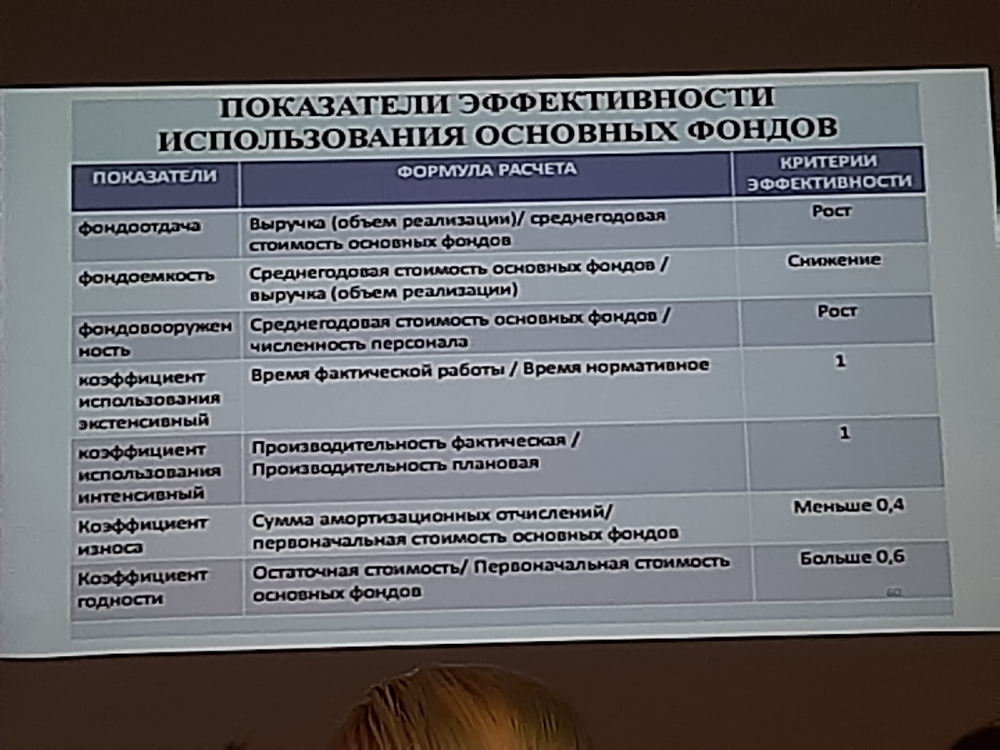 ПОКАЗАТЕЛИ ЭФФЕКТИВНОСТИ
ИСПОЛЬЗОВАНИЯ ОСНОВНЫХ ФОНДОВ
ПОКАЗАТЕЛИ
ФОРМУЛА РАСЧЕТА
КРИТЕРИИ
ЭФФЕКТИВНОСТИ
фондоотдача
Выручка (объем реализации)/ среднегодовая
стоимость основных фондов
Рост
фондоемкость
Среднегодовая стоимость основных фондов /
выручка (объем реализации)
Снижение
фондовооружен
ность
Среднегодовая стоимость основных фондов /
численность персонала
Рост
коэффициент
использования
экстенсивный
Время фактической работы / Время нормативное
1
коэффициент
использования
интенсивный
Производительность фактическая /
Производительность плановая
1
Коэффициент
износа
Сумма амортизационных отчислений/
первоначальная стоимость основных фондов
Меньше 0,4
Коэффициент
годности
Остаточная стоимость/ Первоначальная стоимость
основных фондов
Больше 0,6